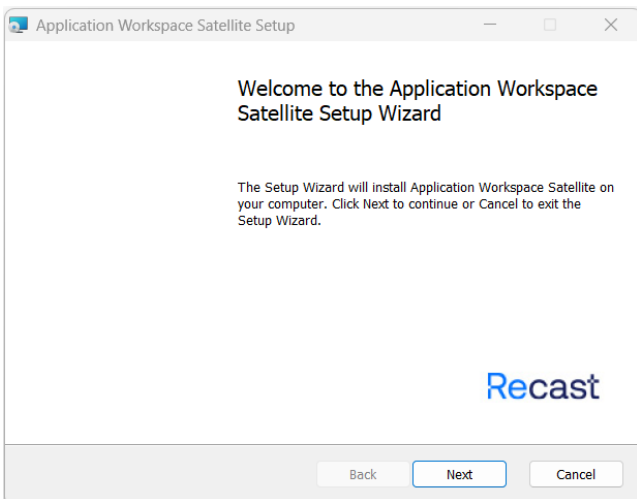 Application Workspace Satellite Setup
Welcome to the Application Workspace
Satellite Setup Wizard
The Setup Wizard will install Application Workspace Satellite on
your computer. Click Next to continue or Cancel to exit the
Setup Wizard.
Recast
Back Next Cancel